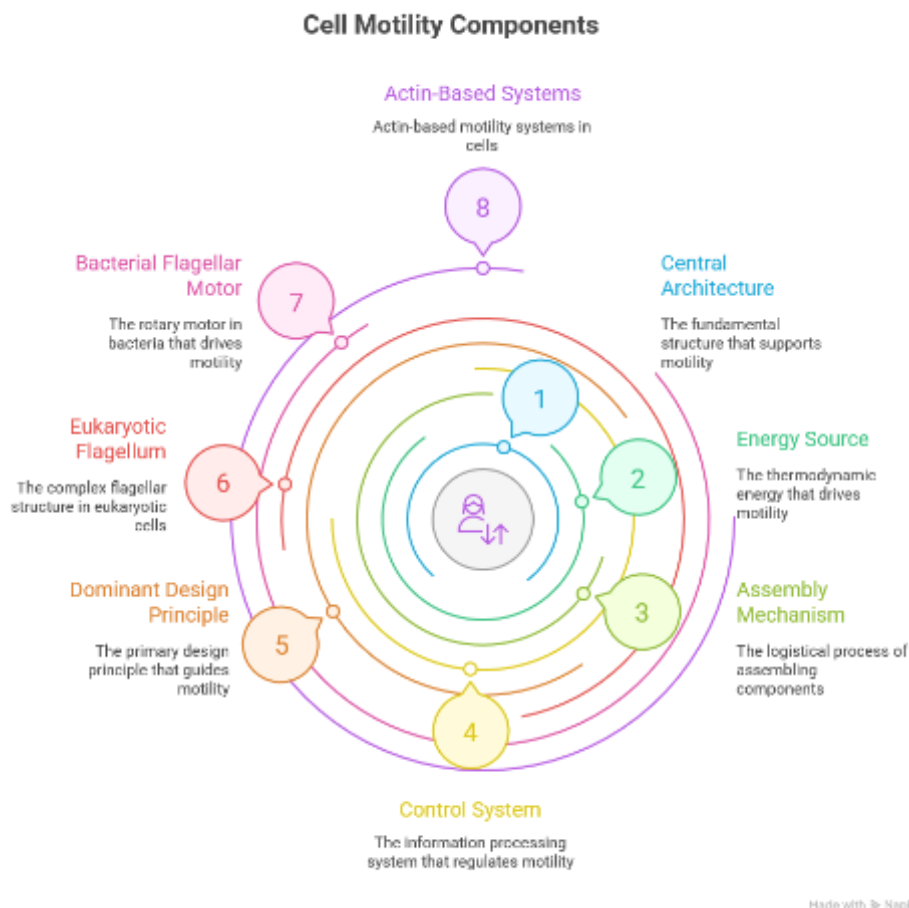 Cell Motility Components
Actin-Based Systems
Actin-based motility systems in
cells
8
Bacterial Flagellar
Motor
The rotary motor in
bacteria that drives
motility
7
Central
Architecture
The fundamental
structure that supports
motility
1
Eukaryotic
Flagellum
The complex flagellar
structure in eukaryotic
cells
6
Energy Source
The thermodynamic
energy that drives
motility
2
Dominant Design
Principle
The primary design
principle that guides
motility
5
Assembly
Mechanism
The logistical process of
assembling
components
3
4
Control System
The information processing
system that regulates motility
Made with